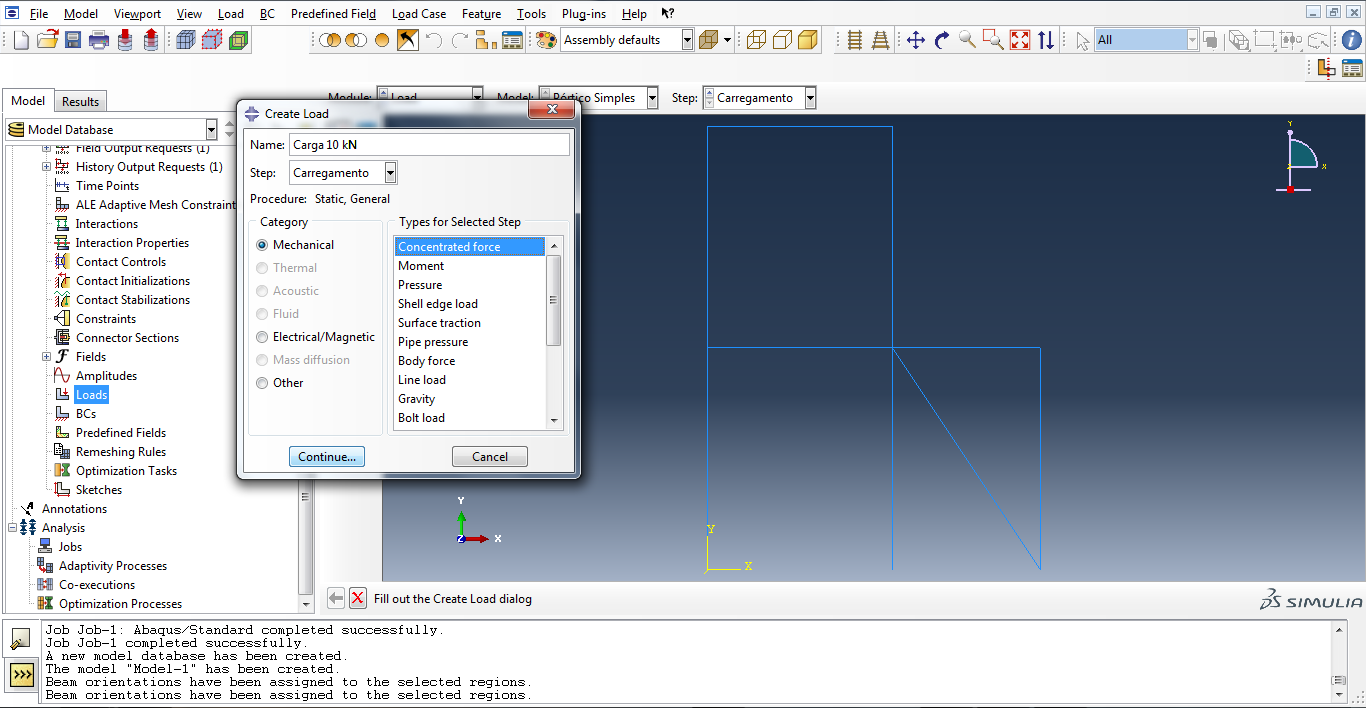 File Model Viewport View Load BC Predefined Field Load Case Feature Tools Plug-ins Help
Assembly defaults All
Model Results Module: Load Model: Pórtico Simples Step: Carregamento
Model Database
Field Output Requests (1)
History Output Requests (1)
Time Points
ALE Adaptive Mesh Constraint
Interactions
Interaction Properties
Contact Controls
Contact Initializations
Contact Stabilizations
Constraints
Connector Sections
Fields
Amplitudes
Loads
BCs
Predefined Fields
Remeshing Rules
Optimization Tasks
Sketches
Annotations
Analysis
Jobs
Adaptivity Processes
Co-executions
Optimization Processes
Create Load
Name: Carga 10 kN
Step: Carregamento
Procedure: Static, General
Category
Mechanical
Thermal
Acoustic
Fluid
Electrical/Magnetic
Mass diffusion
Other
Types for Selected Step
Concentrated force
Moment
Pressure
Shell edge load
Surface traction
Pipe pressure
Body force
Line load
Gravity
Bolt load
Continue... Cancel
Y
X
Y
Z X
Y
X
Fill out the Create Load dialog
SIMULIA
Job Job-1: Abaqus/Standard completed successfully.
Job Job-1 completed successfully.
A new model database has been created.
The model "Model-1" has been created.
Beam orientations have been assigned to the selected regions.
Beam orientations have been assigned to the selected regions.